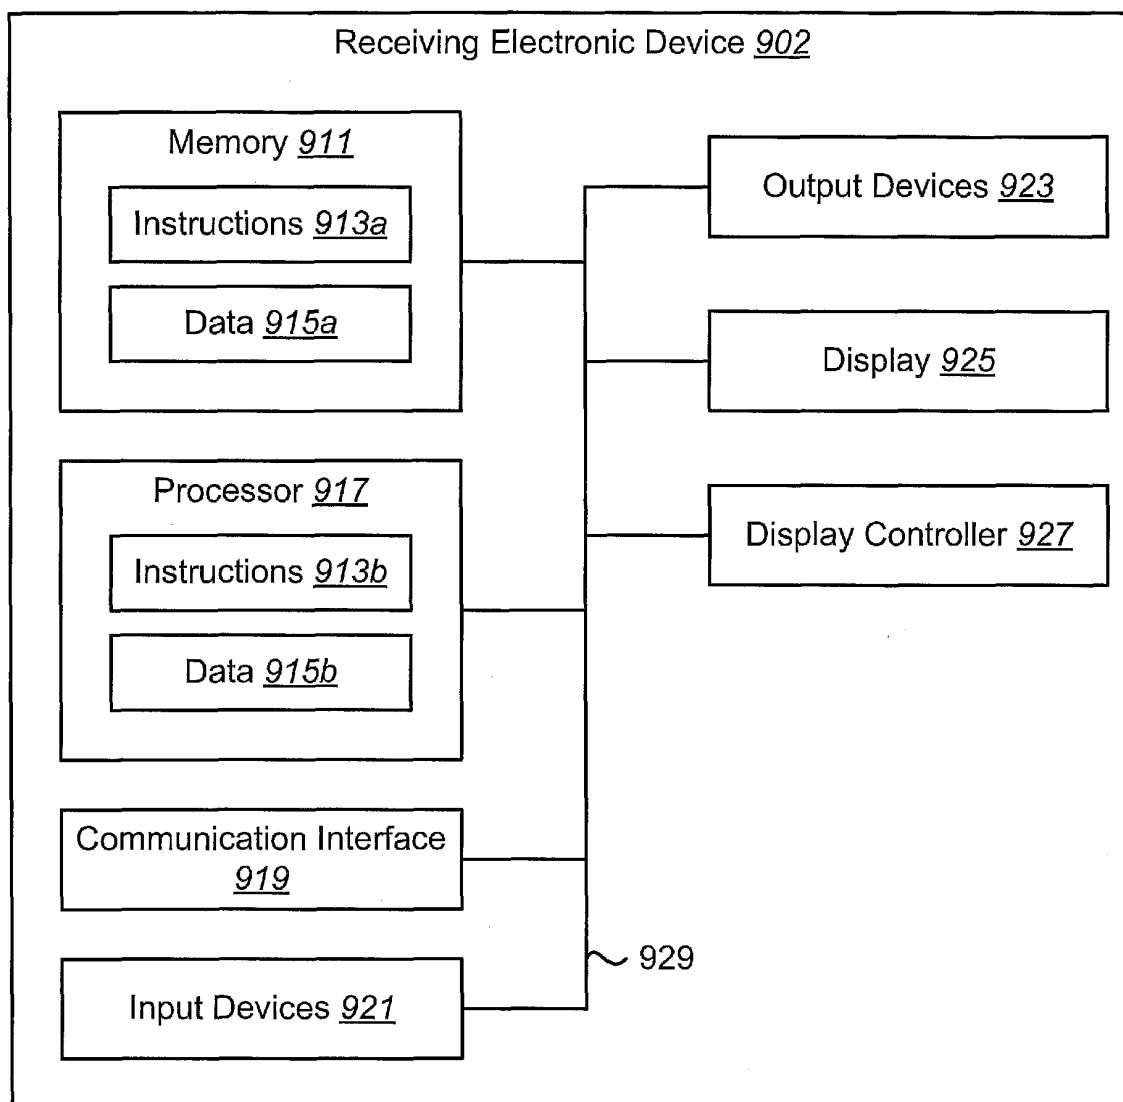 Receiving Electronic Device 902
Memory 911
Instructions 913a
Data 915a
Processor 917
Instructions 913b
Data 915b
Communication Interface
919
Input Devices 921
Output Devices 923
Display 925
Display Controller 927
929